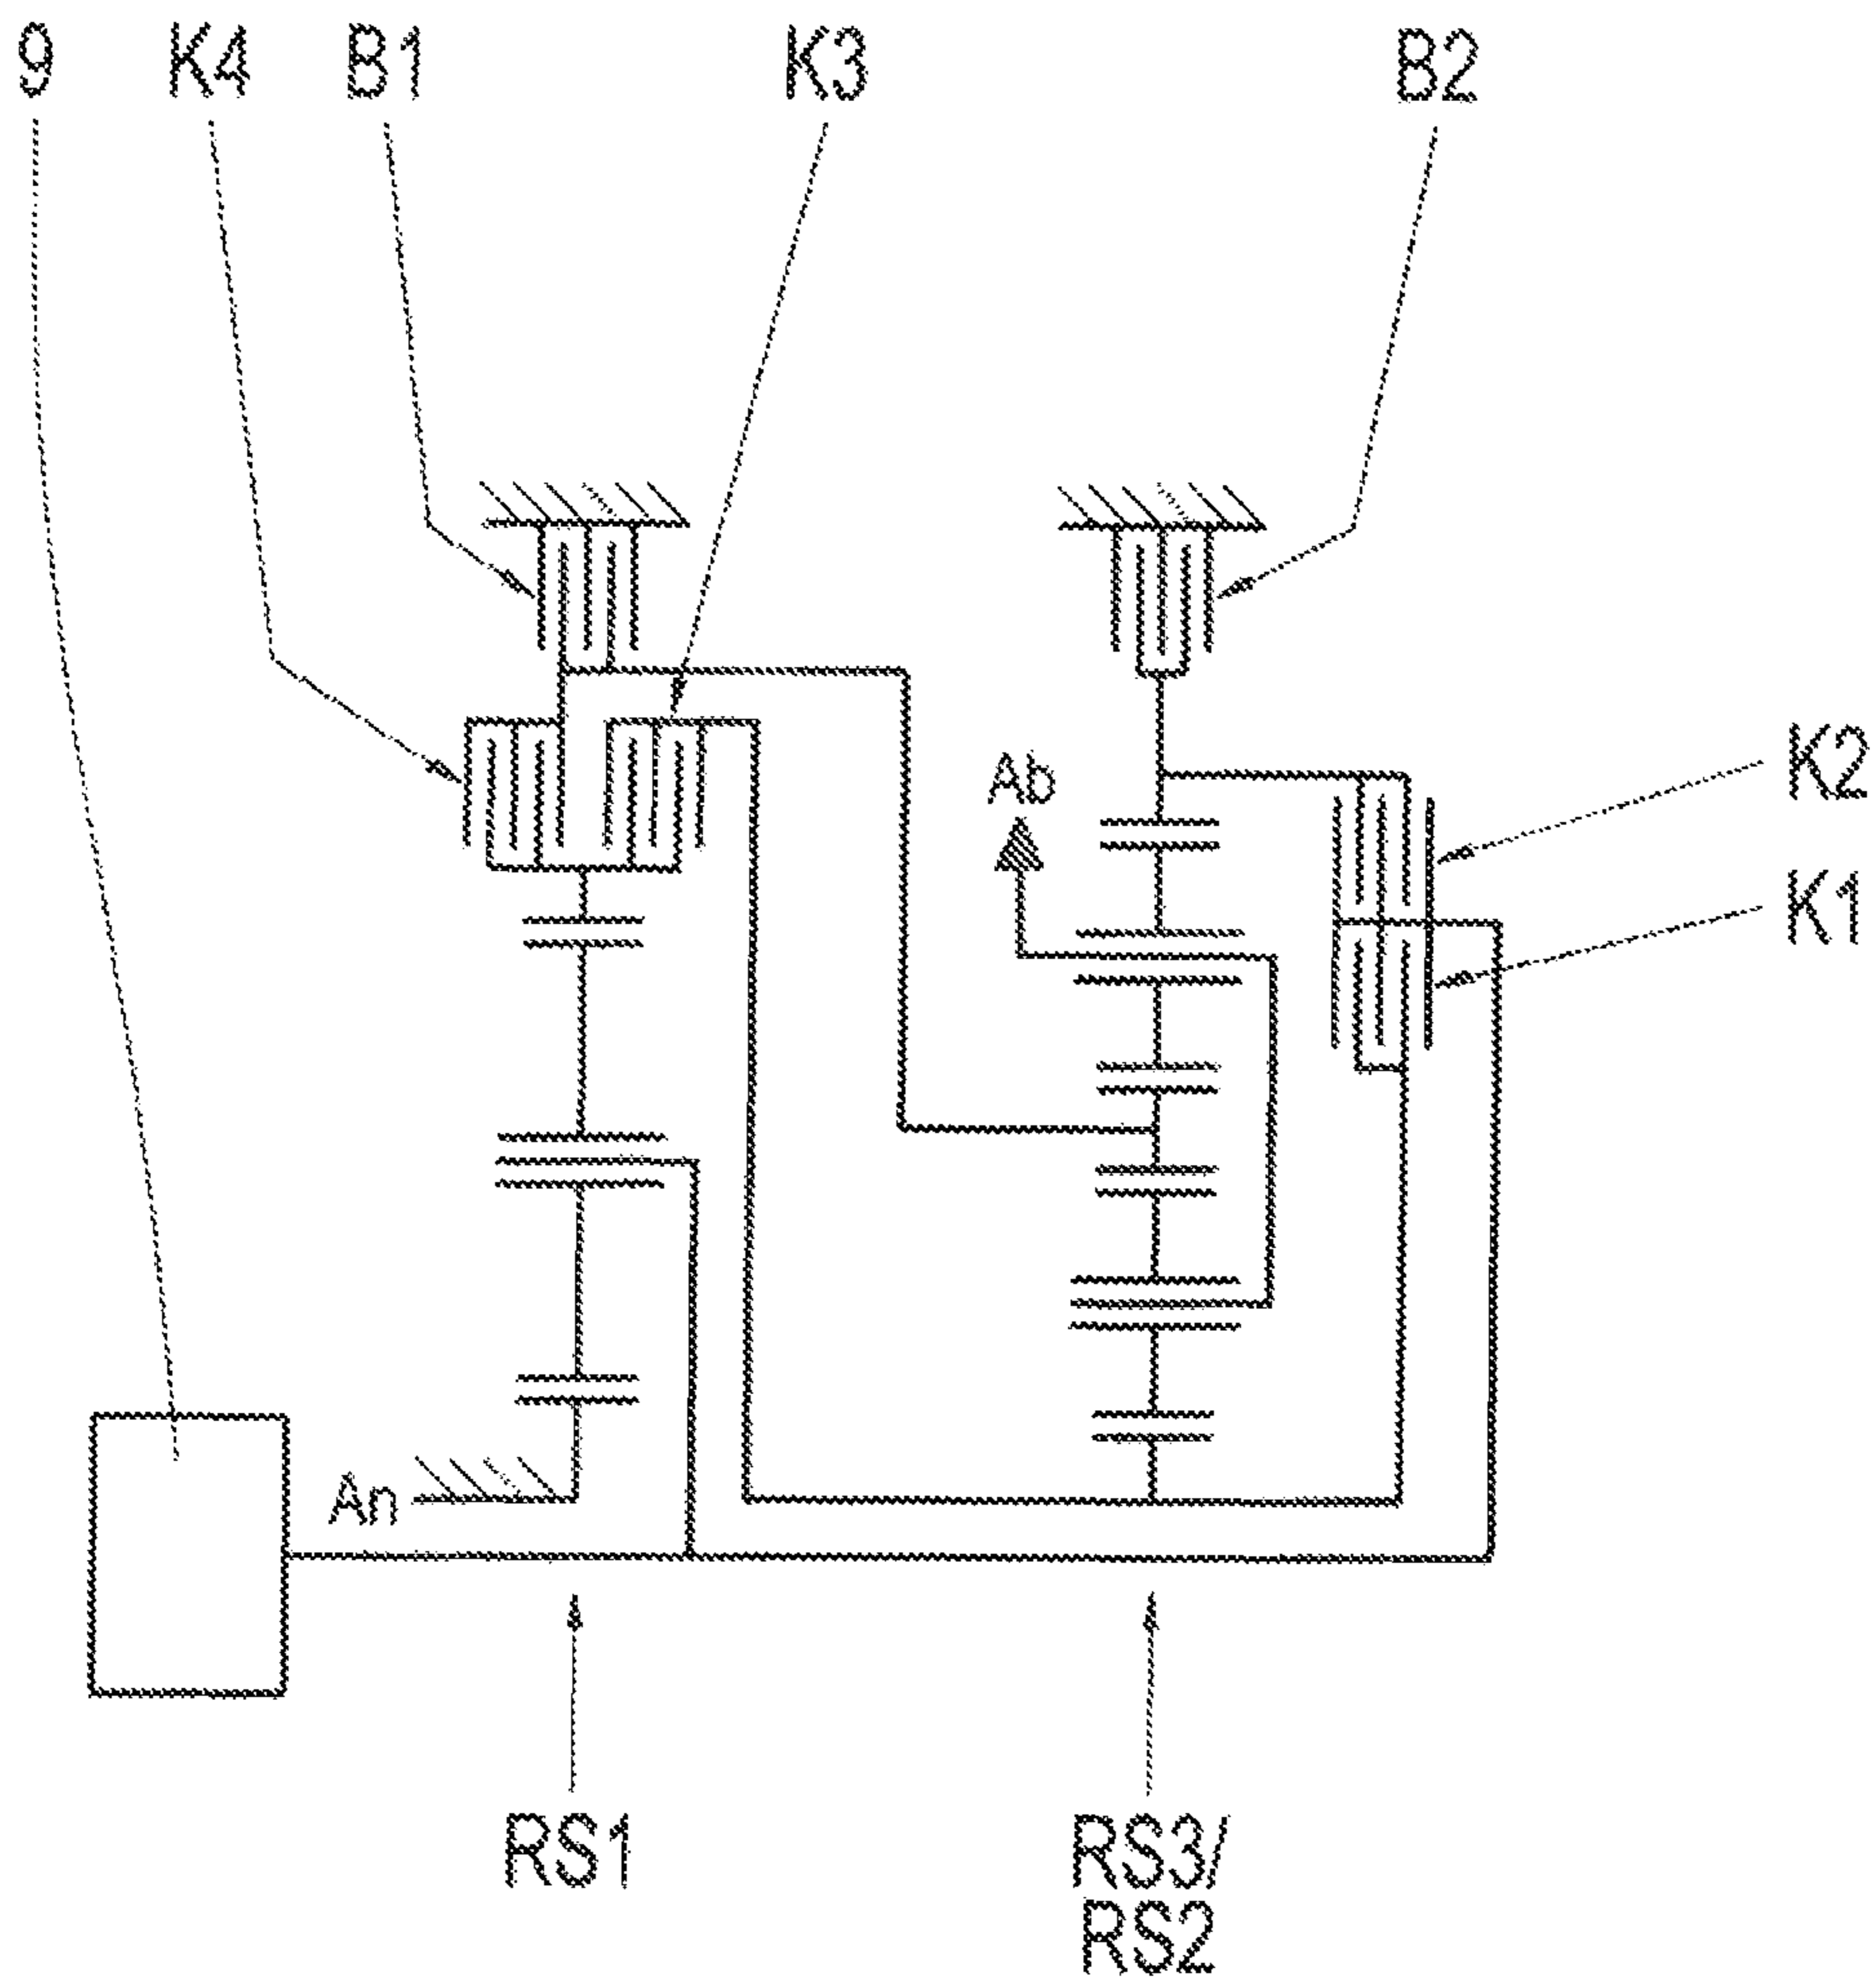 9 K4 B1 K3 B2
Ab
K2
K1
An
RS1
RS3/
RS2